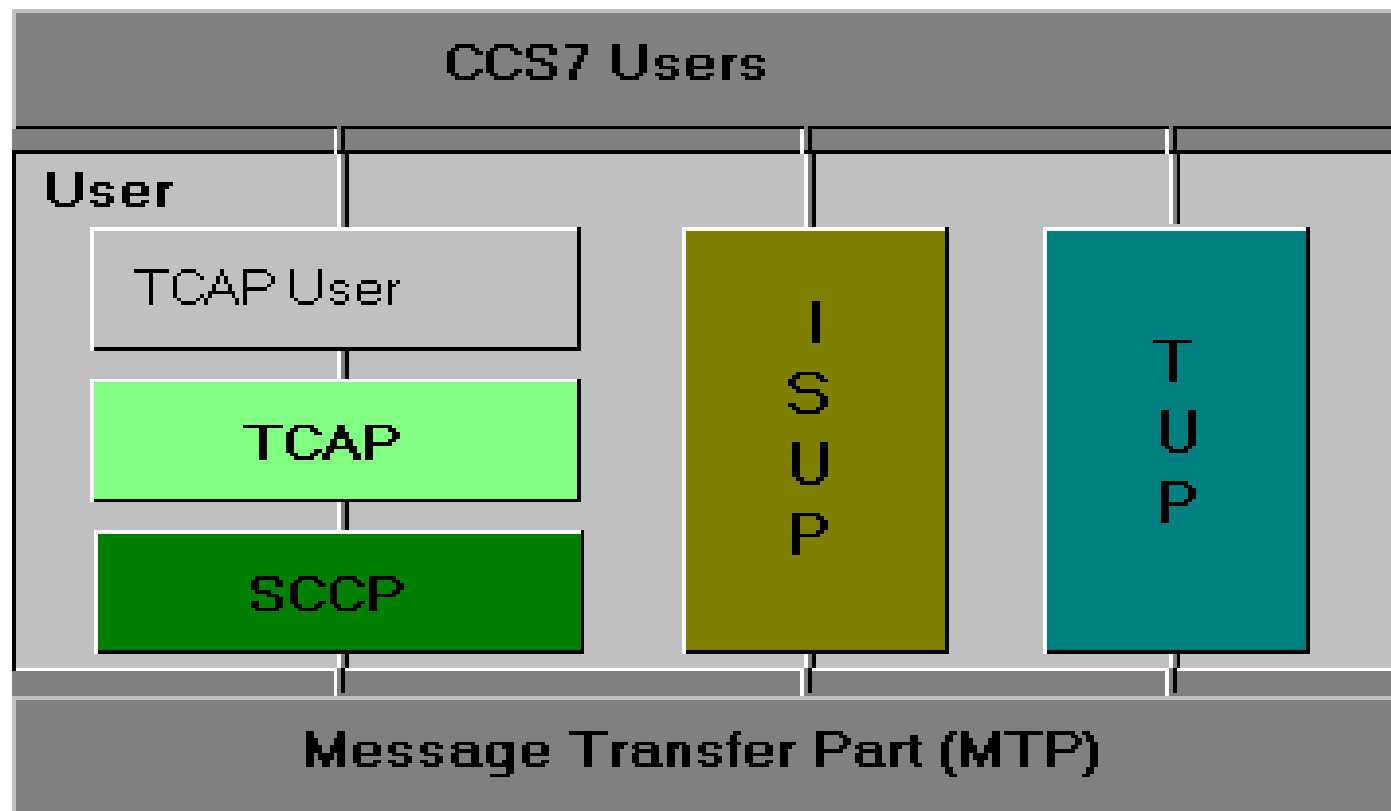 CCS7 Users
User
TCAP User
TCAP
SCCP
I
S
U
P
T
U
P
Message Transfer Part (MTP)